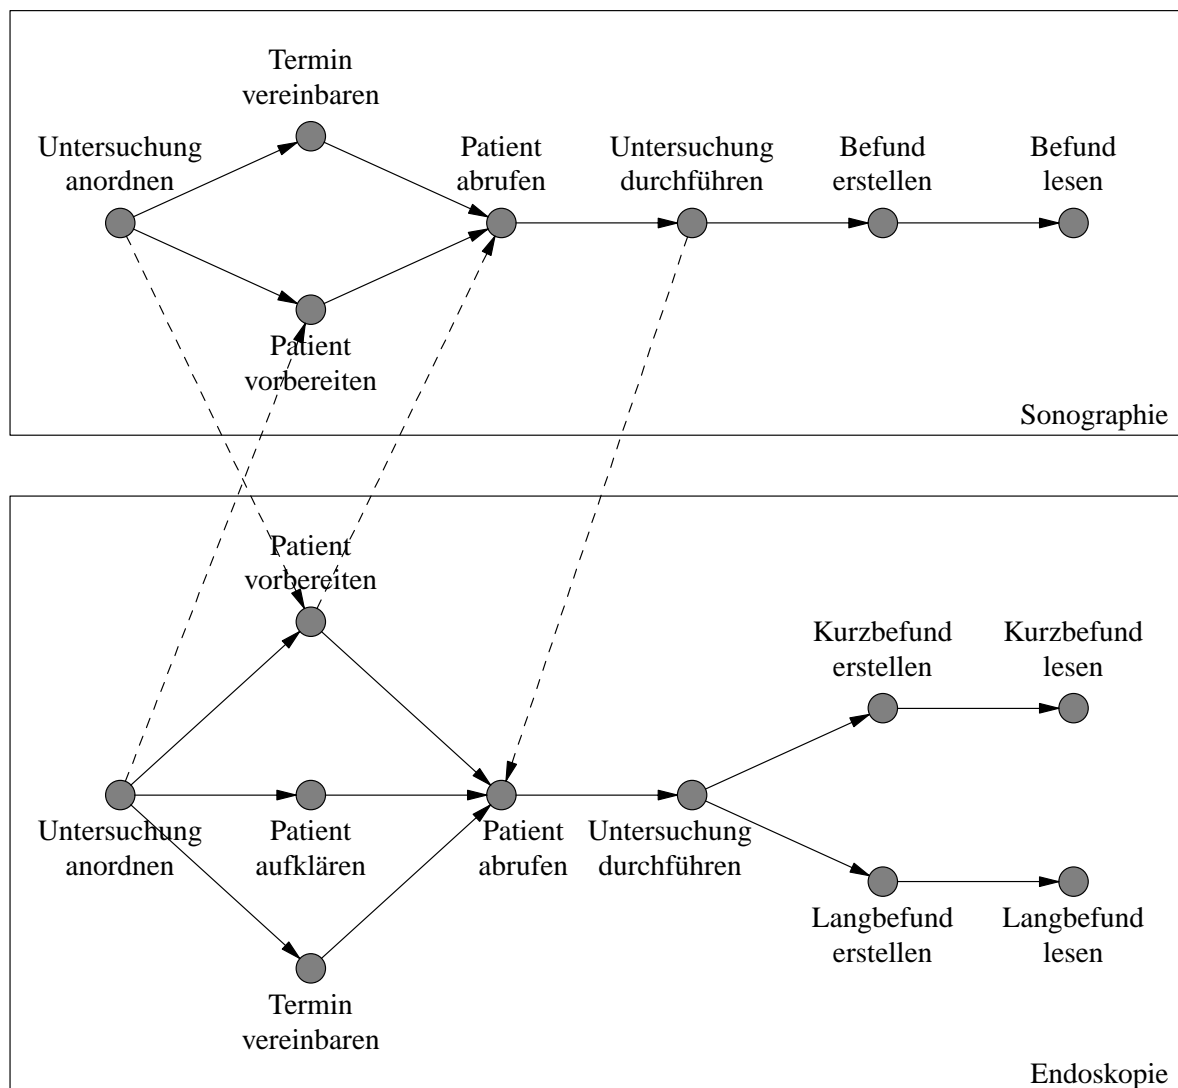 Termin
vereinbaren
Untersuchung
anordnen
Patient
abrufen
Untersuchung
durchführen
Befund
erstellen
Befund
lesen
Patient
vorbereiten
Sonographie
Patient
vorbereiten
Kurzbefund
erstellen
Kurzbefund
lesen
Untersuchung
anordnen
Patient
aufklären
Patient
abrufen
Untersuchung
durchführen
Langbefund
erstellen
Langbefund
lesen
Termin
vereinbaren
Endoskopie